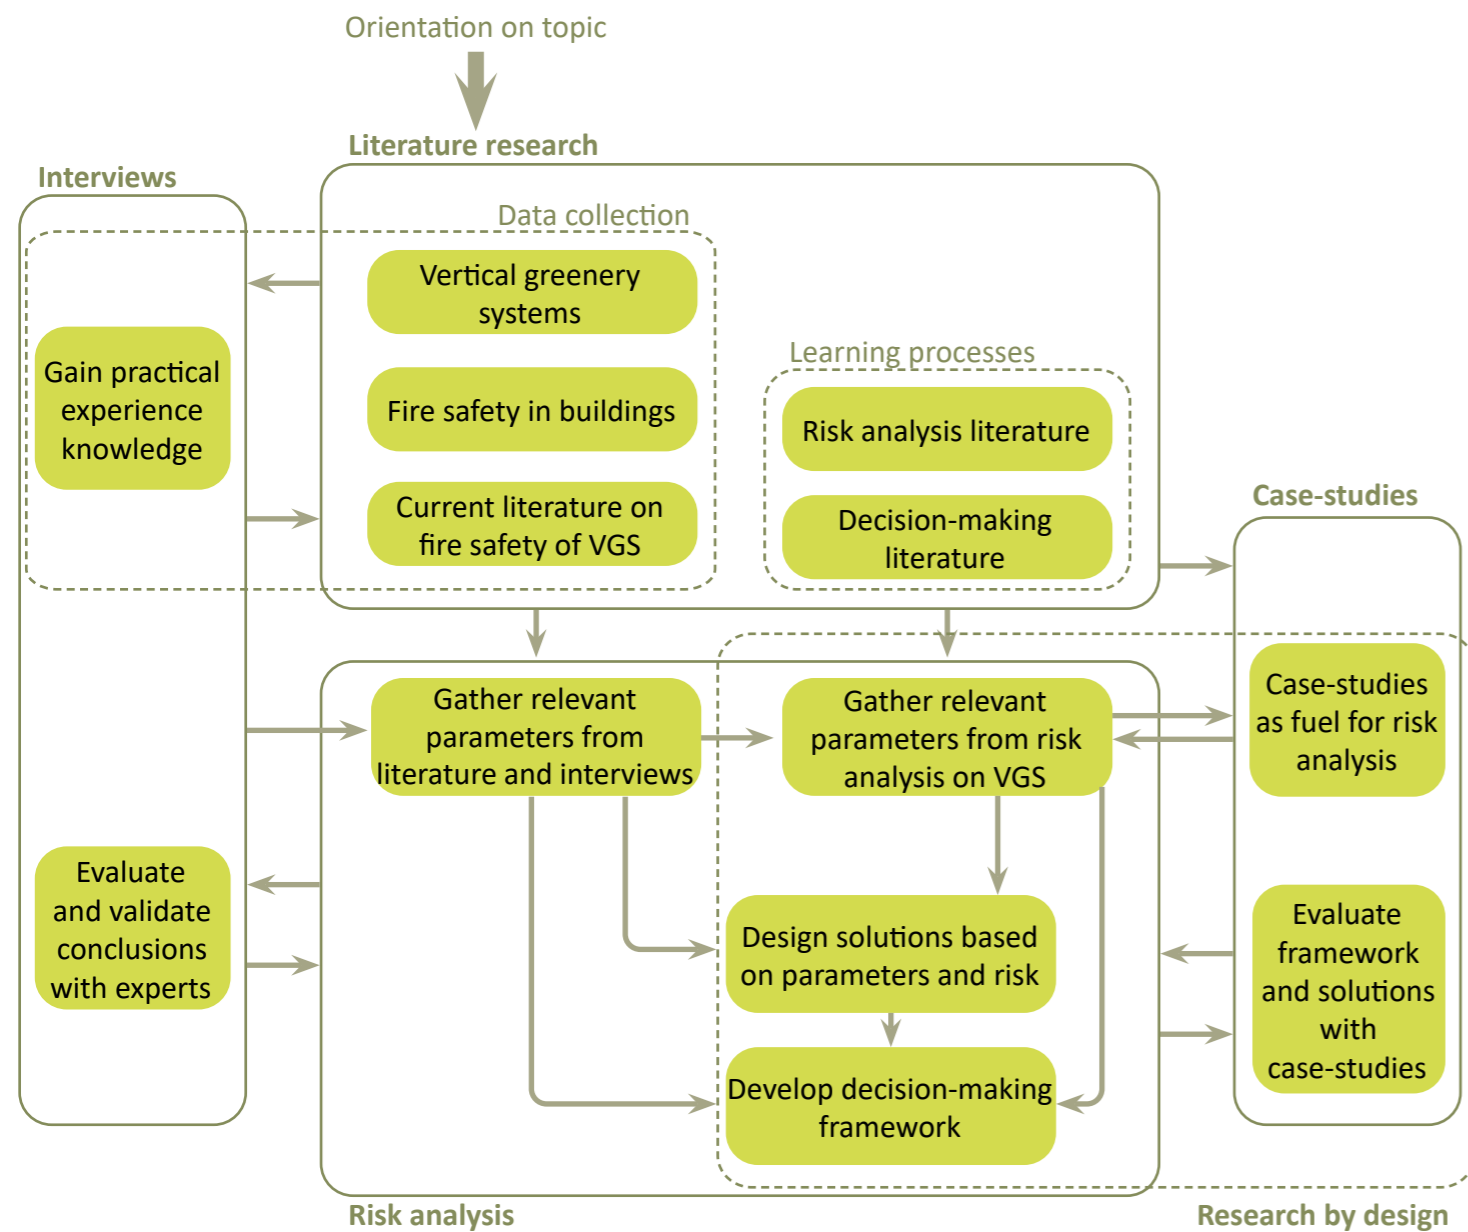 Orientation on topic
Literature research
Interviews
Data collection
Vertical greenery
systems
Gain practical
experience
knowledge
Fire safety in buildings
Current literature on
fire safety of VGS
Learning processes
Risk analysis literature
Decision-making
literature
Case-studies
Gather relevant
parameters from
literature and interviews
Gather relevant
parameters from risk
analysis on VGS
Case-studies
as fuel for risk
analysis
Evaluate
and validate
conclusions
with experts
Design solutions based
on parameters and risk
Evaluate
framework
and solutions
with
case-studies
Develop decision-making
framework
Risk analysis
Research by design